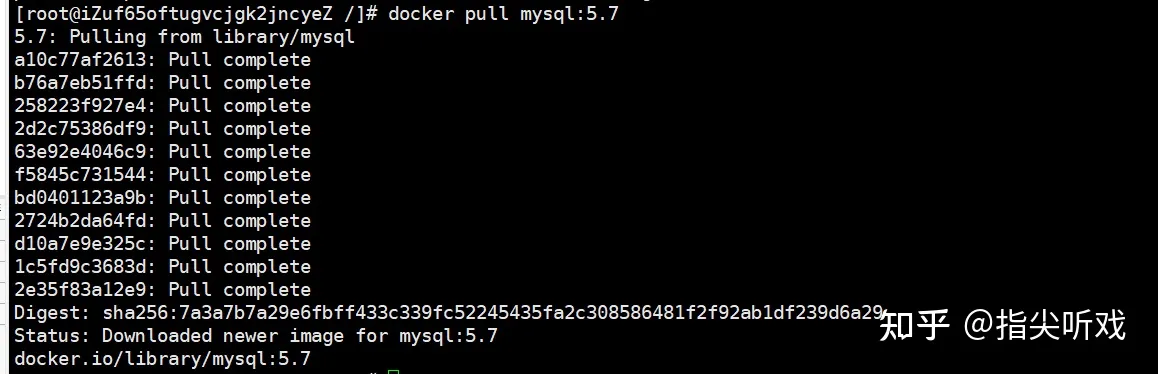 [root@iZuf65oftugvcjgk2jncyeZ /]# docker pull mysql:5.7
5.7: Pulling from library/mysql
a10c77af2613: Pull complete
b76a7eb51ffd: Pull complete
258223f927e4: Pull complete
2d2c75386df9: Pull complete
63e92e4046c9: Pull complete
f5845c731544: Pull complete
bd0401123a9b: Pull complete
2724b2da64fd: Pull complete
d10a7e9e325c: Pull complete
1c5fd9c3683d: Pull complete
2e35f83a12e9: Pull complete
Digest: sha256:7a3a7b7a29e6fbff433c339fc52245435fa2c308586481f2f92ab1df239d6a29
Status: Downloaded newer image for mysql:5.7
docker.io/library/mysql:5.7
知乎 @指尖听戏